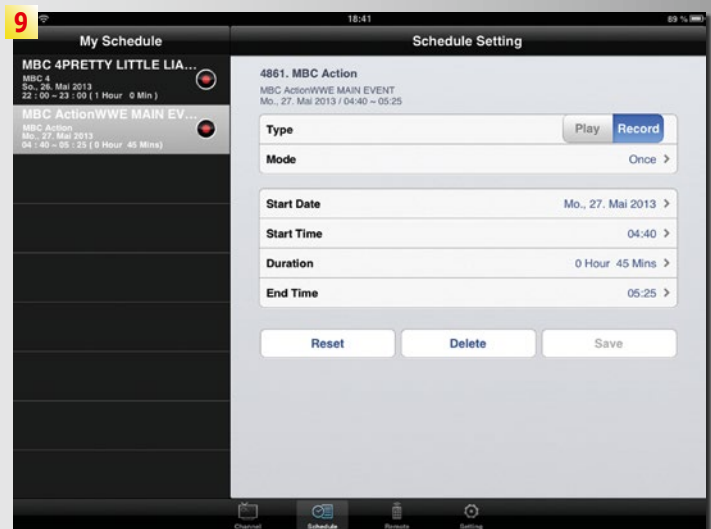 9
18:41
89 %
My Schedule
Schedule Setting
MBC 4PRETTY LITTLE LIA...
MBC 4
So., 26. Mai 2013
22 : 00 ~ 23 : 00 ( 1 Hour 0 Min )
MBC ActionWWE MAIN EV...
MBC Action
Mo., 27. Mai 2013
04 : 40 ~ 05 : 25 ( 0 Hour 45 Mins)
4861. MBC Action
MBC ActionWWE MAIN EVENT
Mo., 27. Mai 2013 / 04:40 ~ 05:25
Type Play Record
Mode Once
Start Date Mo., 27. Mai 2013
Start Time 04:40
Duration 0 Hour 45 Mins
End Time 05:25
Reset Delete Save
Channel Schedule Remote Setting